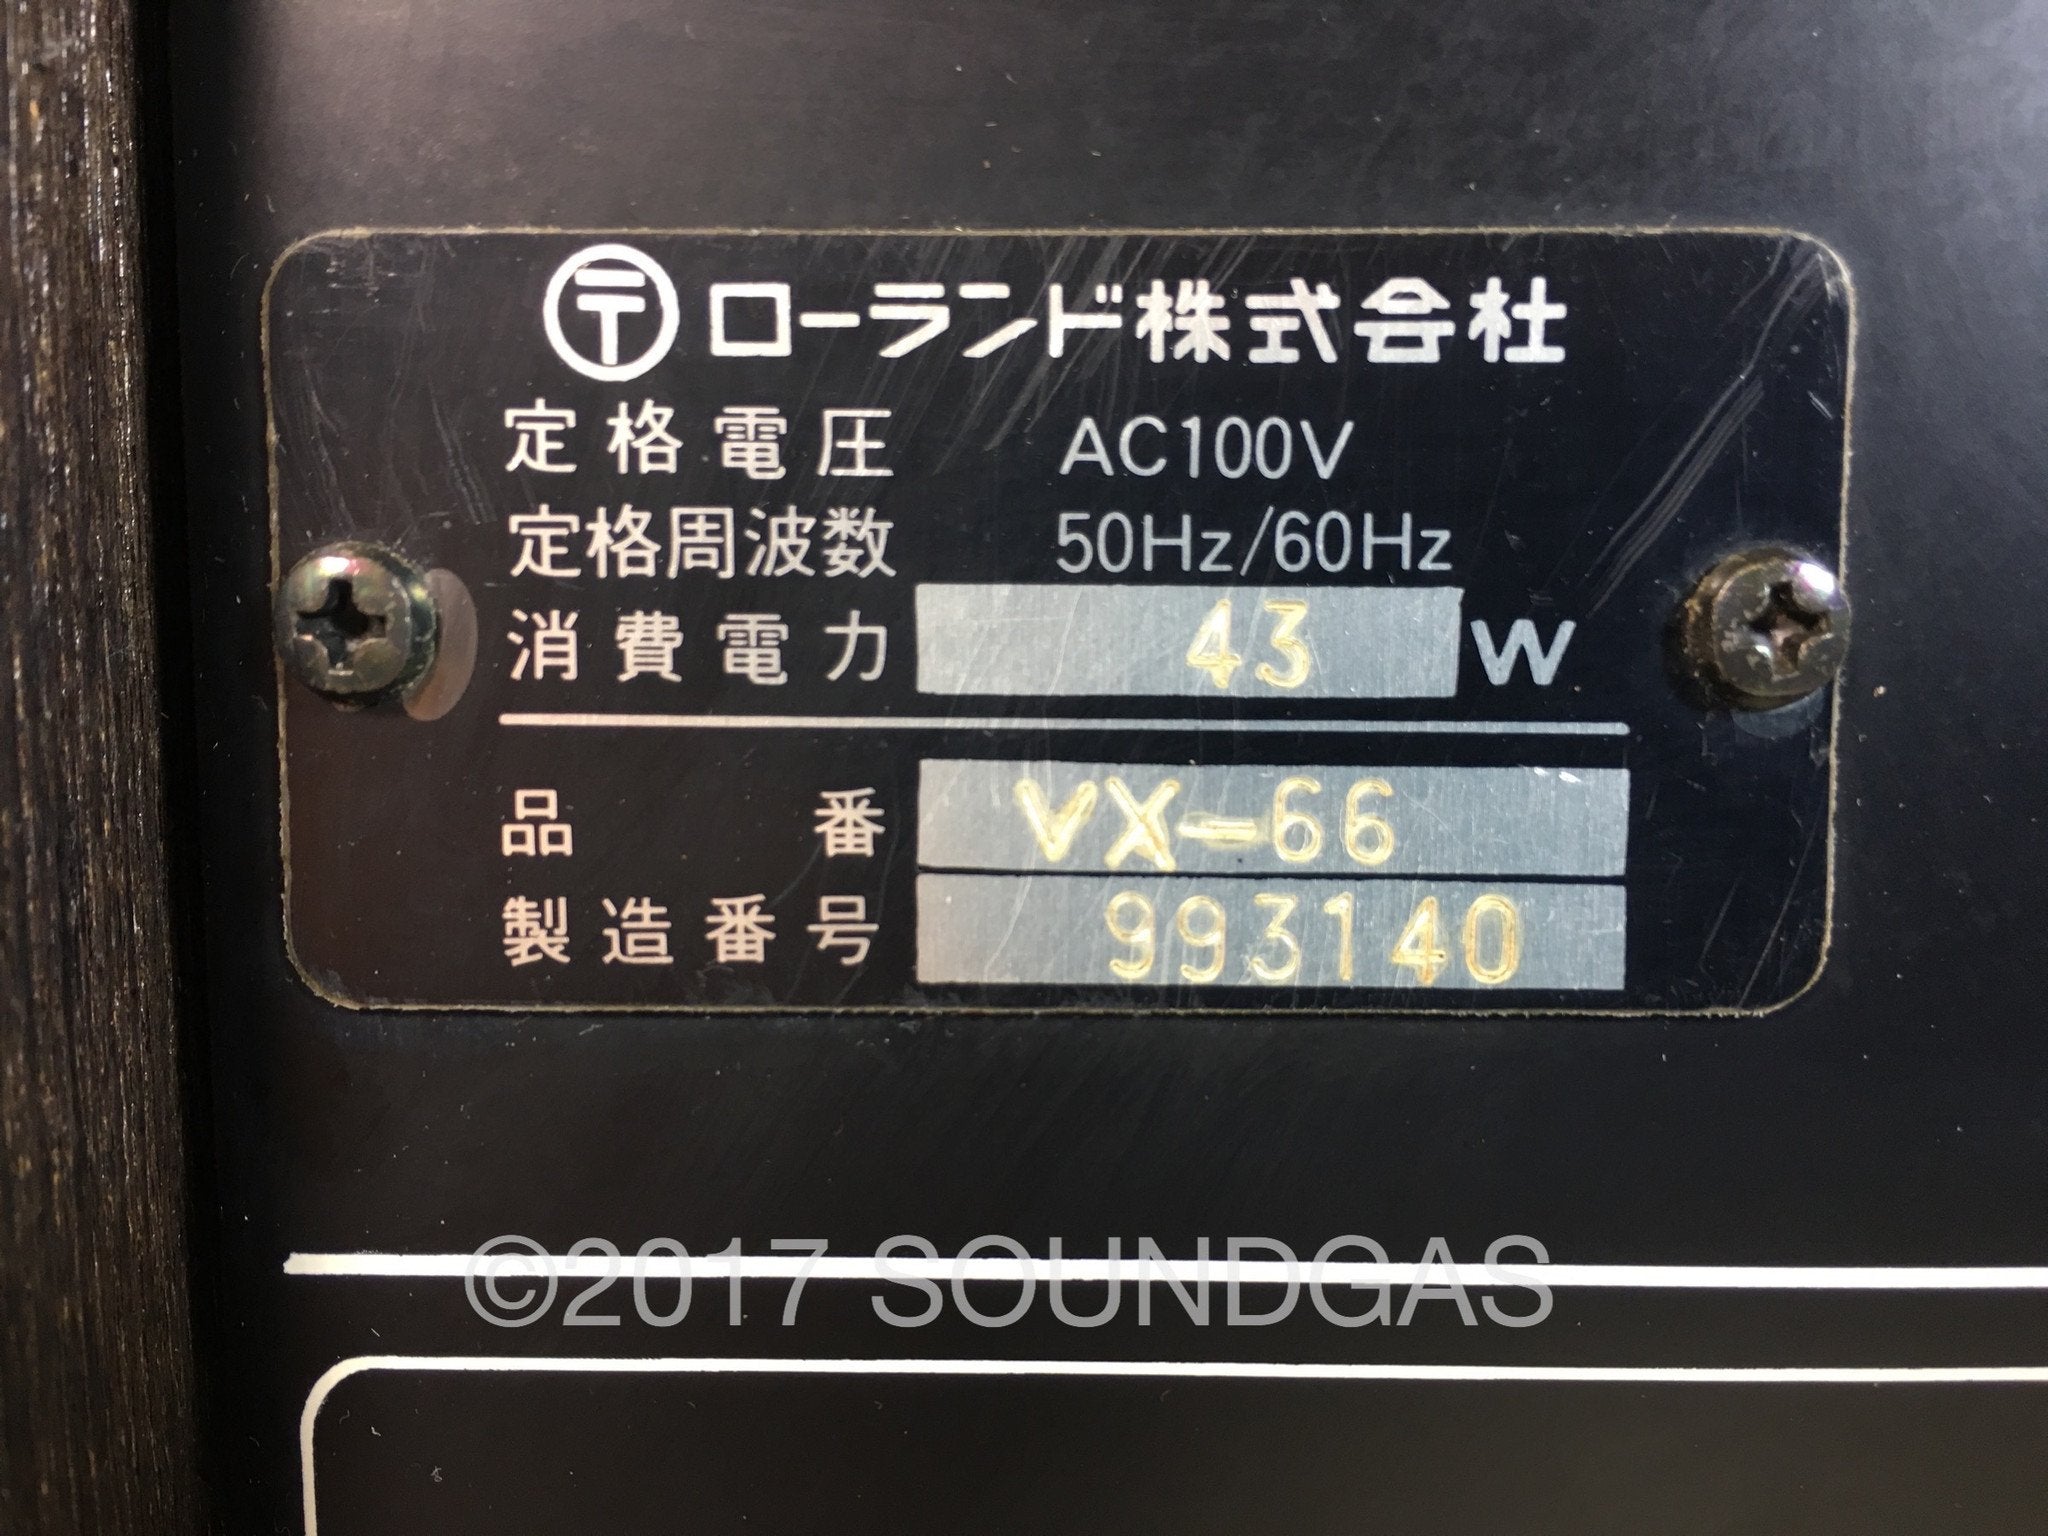 〒 ローランド株式会社
定格電圧 AC100V
定格周波数 50Hz/60Hz
消費電力 43 W
品番 VX-66
製造番号 993140
©2017 SOUNDGAS